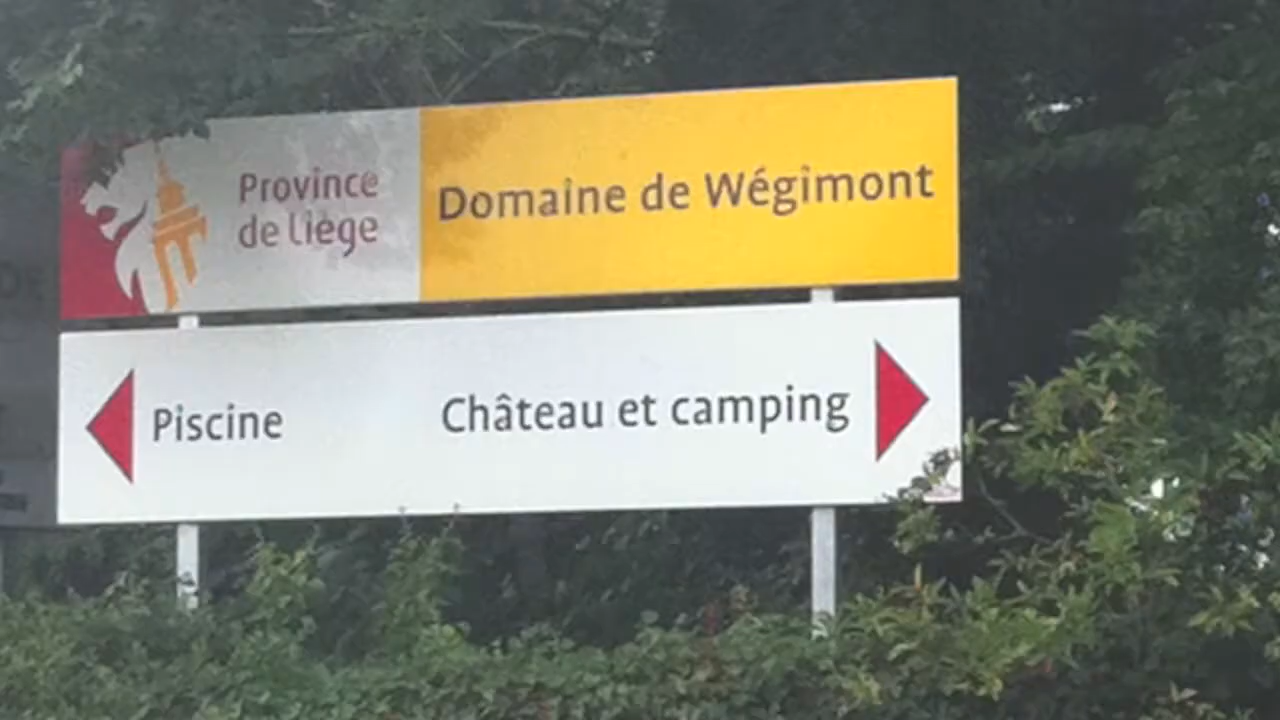 Province
de Liège
Domaine de Wégimont
Piscine
Château et camping